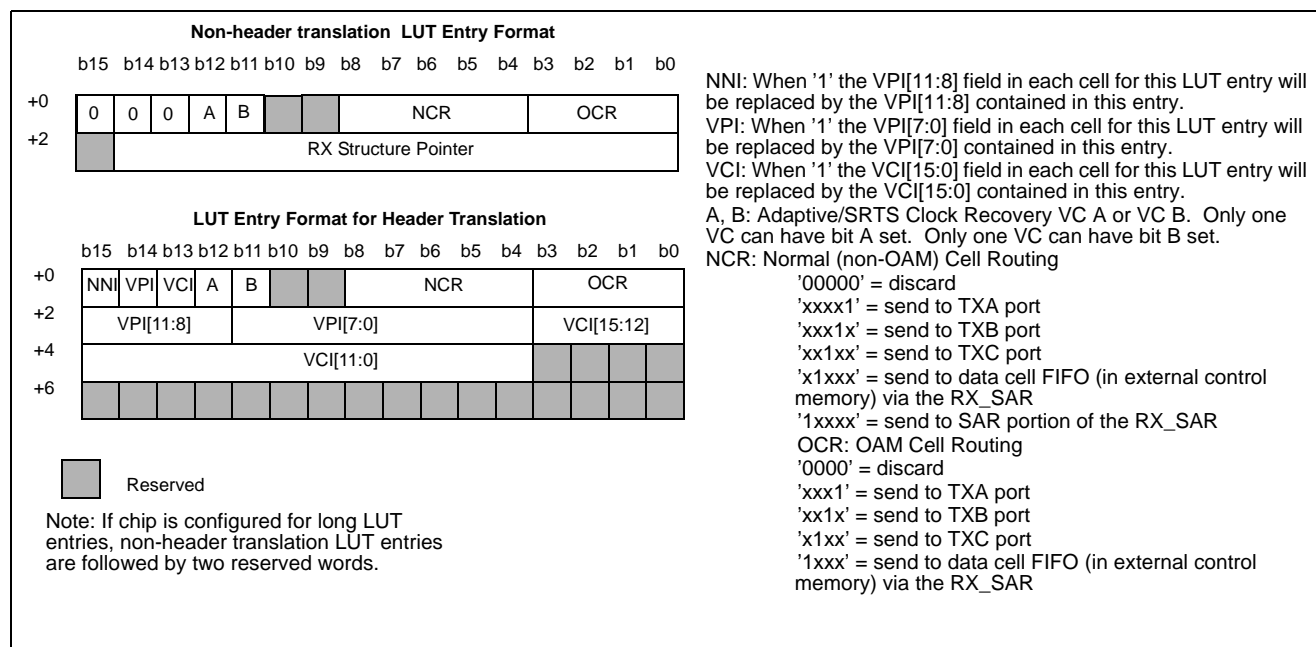 Non-header translation LUT Entry Format
b15 b14 b13 b12 b11 b10 b9 b8 b7 b6 b5 b4 b3 b2 b1 b0
+0 0 0 0 A B NCR OCR
+2 RX Structure Pointer
LUT Entry Format for Header Translation
b15 b14 b13 b12 b11 b10 b9 b8 b7 b6 b5 b4 b3 b2 b1 b0
+0 NNI VPI VCI A B NCR OCR
+2 VPI[11:8] VPI[7:0] VCI[15:12]
+4 VCI[11:0]
+6
Reserved
Note: If chip is configured for long LUT
entries, non-header translation LUT entries
are followed by two reserved words.
NNI: When '1' the VPI[11:8] field in each cell for this LUT entry will
be replaced by the VPI[11:8] contained in this entry.
VPI: When '1' the VPI[7:0] field in each cell for this LUT entry will
be replaced by the VPI[7:0] contained in this entry.
VCI: When '1' the VCI[15:0] field in each cell for this LUT entry will
be replaced by the VCI[15:0] contained in this entry.
A, B: Adaptive/SRTS Clock Recovery VC A or VC B. Only one
VC can have bit A set. Only one VC can have bit B set.
NCR: Normal (non-OAM) Cell Routing
'00000' = discard
'xxxx1' = send to TXA port
'xxx1x' = send to TXB port
'xx1xx' = send to TXC port
'x1xxx' = send to data cell FIFO (in external control
memory) via the RX_SAR
'1xxxx' = send to SAR portion of the RX_SAR
OCR: OAM Cell Routing
'0000' = discard
'xxx1' = send to TXA port
'xx1x' = send to TXB port
'x1xx' = send to TXC port
'1xxx' = send to data cell FIFO (in external control
memory) via the RX_SAR